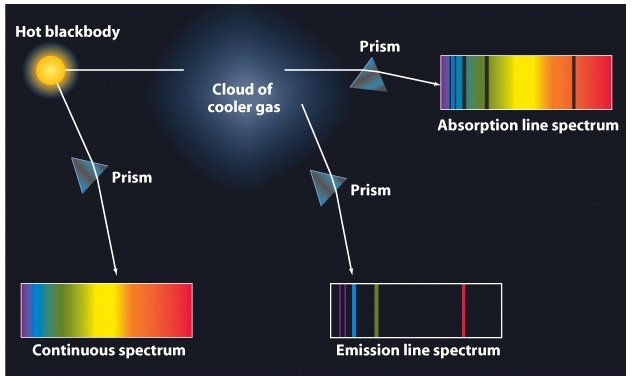 Hot blackbody
Prism
Cloud of
cooler gas
Absorption line spectrum
Prism
Prism
Continuous spectrum
Emission line spectrum